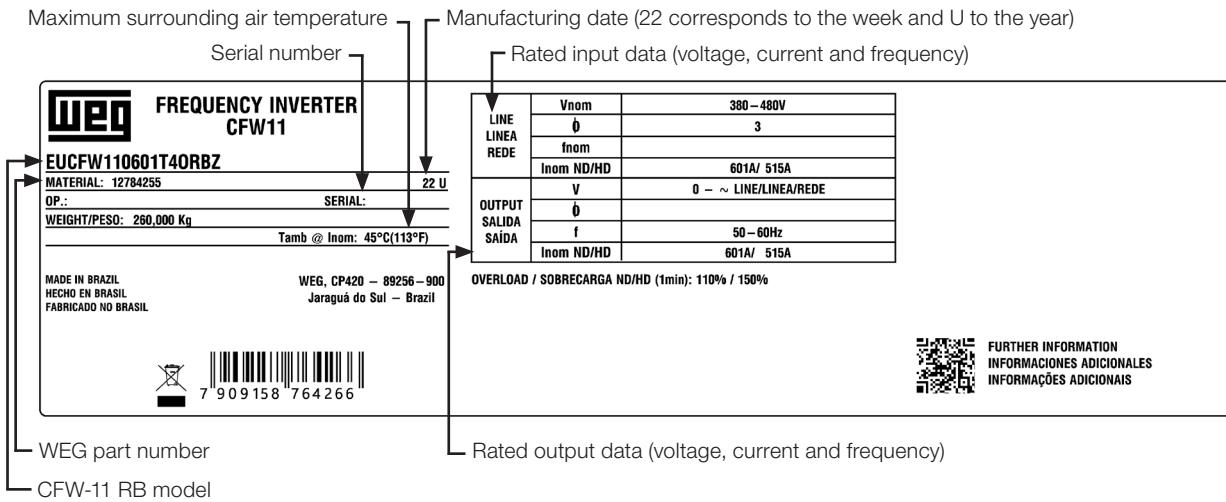 Maximum surrounding air temperature
Manufacturing date (22 corresponds to the week and U to the year)
Serial number
Rated input data (voltage, current and frequency)
weg
FREQUENCY INVERTER
CFW11
EUCFW110601T4ORBZ
MATERIAL: 12784255 22 U
OP.: SERIAL:
WEIGHT/PESO: 260,000 Kg
Tamb @ Inom: 45°C(113°F)
MADE IN BRAZIL
HECHO EN BRASIL
FABRICADO NO BRASIL
WEG, CP420 – 89256–900
Jaraguá do Sul – Brazil
7 909158 764266
LINE
LINEA
REDE
Vnom 380–480V
ϕ 3
fnom
Inom ND/HD 601A/ 515A
OUTPUT
SALIDA
SAÍDA
V 0 – ~ LINE/LINEA/REDE
ϕ
f 50–60Hz
Inom ND/HD 601A/ 515A
OVERLOAD / SOBRECARGA ND/HD (1min): 110% / 150%
FURTHER INFORMATION
INFORMACIONES ADICIONALES
INFORMAÇÕES ADICIONAIS
WEG part number
Rated output data (voltage, current and frequency)
CFW-11 RB model